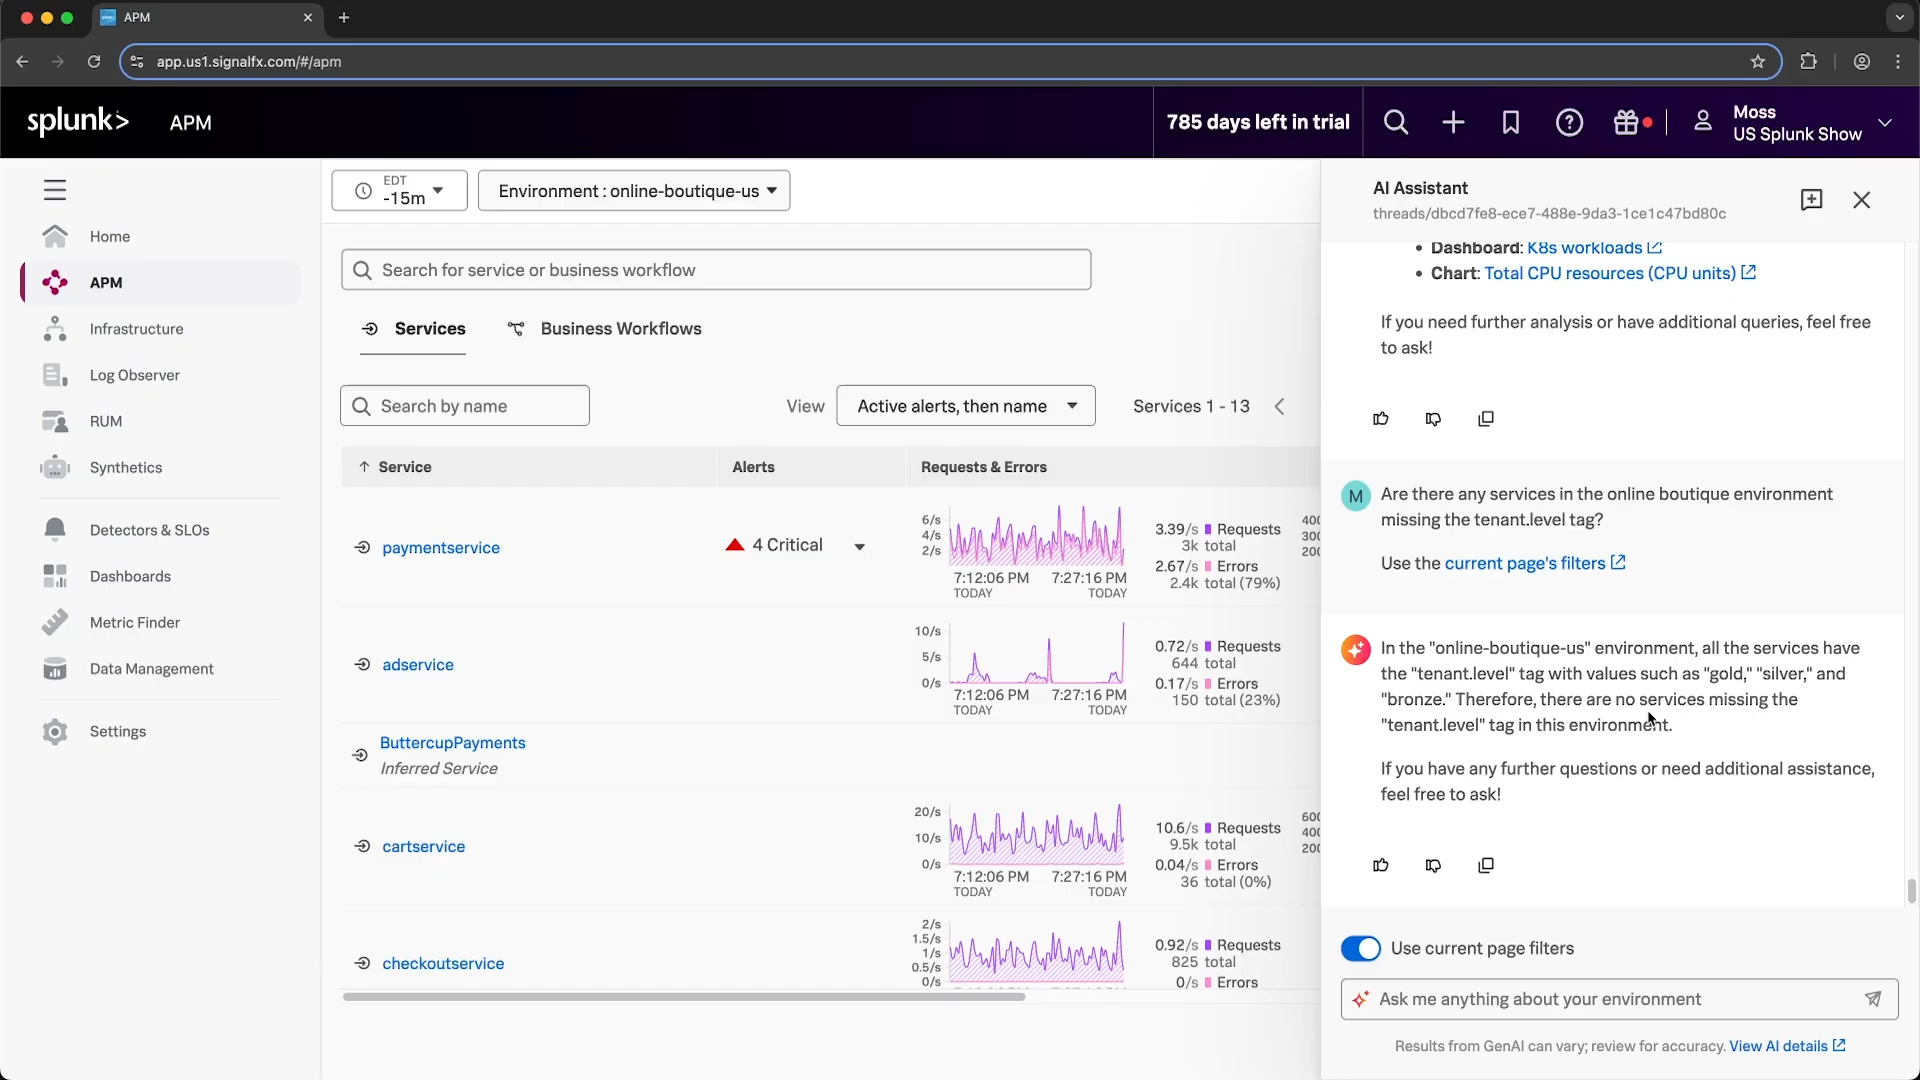 APM
app.us1.signalfx.com/#/apm
splunk>
APM
785 days left in trial
Moss
US Splunk Show
Home
APM
Infrastructure
Log Observer
RUM
Synthetics
Detectors & SLOs
Dashboards
Metric Finder
Data Management
Settings
EDT
-15m
Environment : online-boutique-us
Search for service or business workflow
Services
Business Workflows
Search by name
View
Active alerts, then name
Services 1 - 13
Service
Alerts
Requests & Errors
paymentservice
4 Critical
6/s
4/s
2/s
7:12:06 PM
TODAY
7:27:16 PM
TODAY
3.39/s Requests
3k total
2.67/s Errors
2.4k total (79%)
400
300
200
adservice
10/s
5/s
0/s
7:12:06 PM
TODAY
7:27:16 PM
TODAY
0.72/s Requests
644 total
0.17/s Errors
150 total (23%)
ButtercupPayments
Inferred Service
cartservice
20/s
10/s
0/s
7:12:06 PM
TODAY
7:27:16 PM
TODAY
10.6/s Requests
9.5k total
0.04/s Errors
36 total (0%)
600
400
200
checkoutservice
2/s
1.5/s
1/s
0.5/s
0/s
0.92/s Requests
825 total
0/s Errors
AI Assistant
threads/dbcd7fe8-ece7-488e-9da3-1ce1c47bd80c
Dashboard: K8s workloads
Chart: Total CPU resources (CPU units)
If you need further analysis or have additional queries, feel free
to ask!
M
Are there any services in the online boutique environment
missing the tenant.level tag?
Use the current page's filters
In the "online-boutique-us" environment, all the services have
the "tenant.level" tag with values such as "gold," "silver," and
"bronze." Therefore, there are no services missing the
"tenant.level" tag in this environment.
If you have any further questions or need additional assistance,
feel free to ask!
Use current page filters
Ask me anything about your environment
Results from GenAI can vary; review for accuracy. View AI details